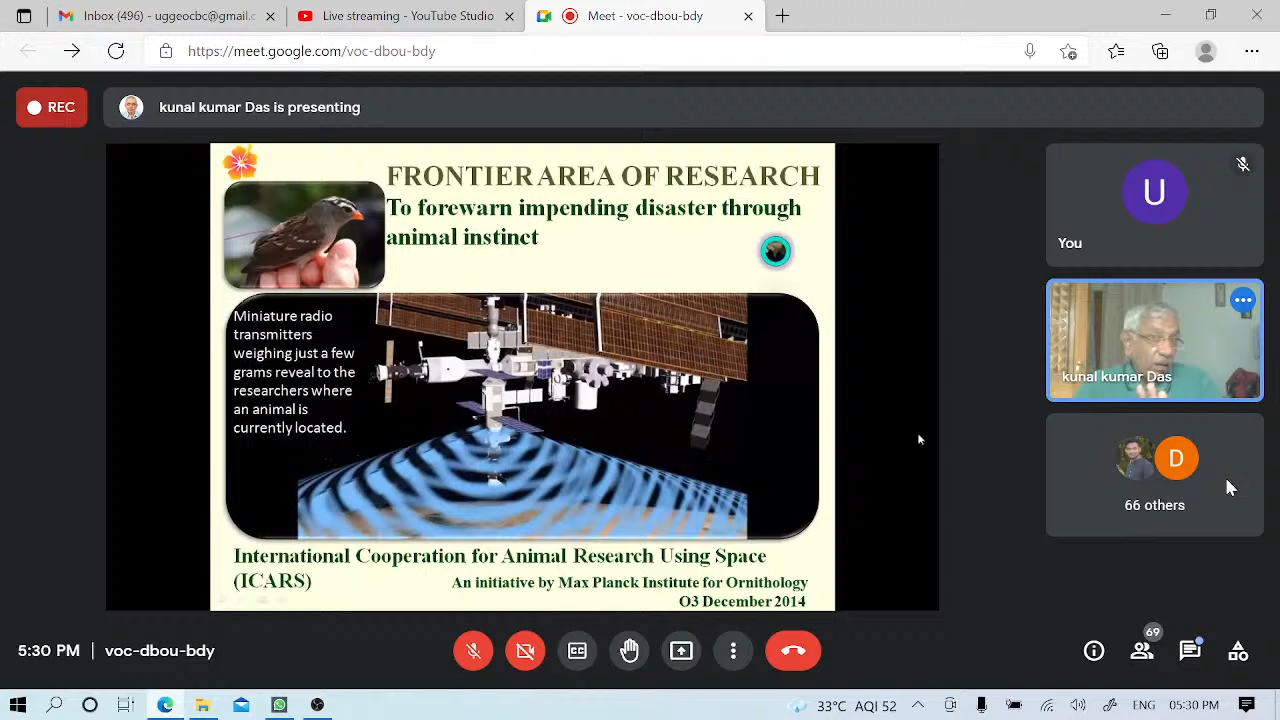 Inbox (496) - uggeocbc@gmail.c
Live Streaming - YouTube Stud
Meet - voc-dbou-bdy
https://meet.google.com/voc-dbou-bdy
REC
kunal kumar Das is presenting
FRONTIER AREA OF RESEARCH
To forewarn impending disaster through
animal instinct
Miniature radio
transmitters
weighing just a few
grams reveal to the
researchers where
an animal is
currently located.
International Cooperation for Animal Research Using Space
(ICARS)
An initiative by Max Planck Institute for Ornithology
O3 December 2014
U
You
kunal kumar Das
D
66 others
5:30 PM | voc-dbou-bdy
69
33°C AQI 52
ENG
05:30 PM